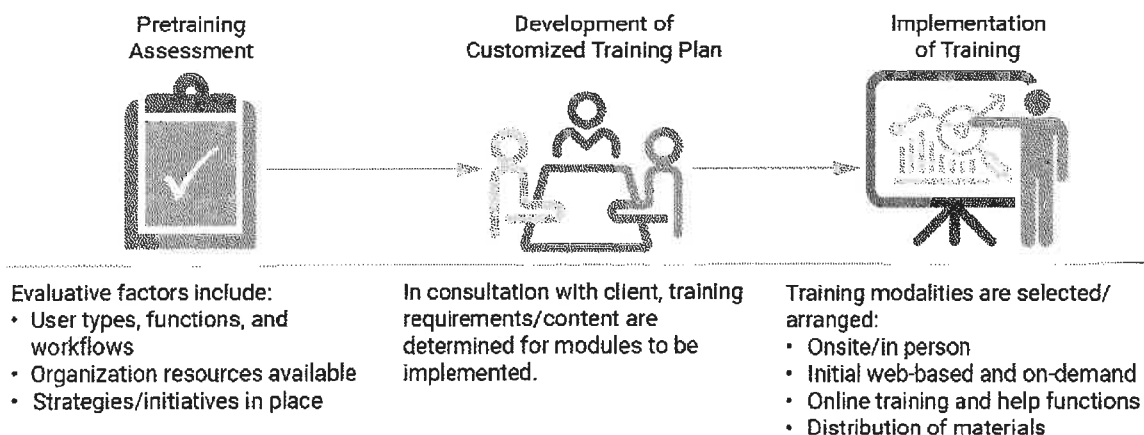 Pretraining
Assessment
Development of
Customized Training Plan
Implementation
of Training
Evaluative factors include:
• User types, functions, and
workflows
• Organization resources available
• Strategies/initiatives in place
In consultation with client, training
requirements/content are
determined for modules to be
implemented.
Training modalities are selected/
arranged:
• Onsite/in person
• Initial web-based and on-demand
• Online training and help functions
• Distribution of materials